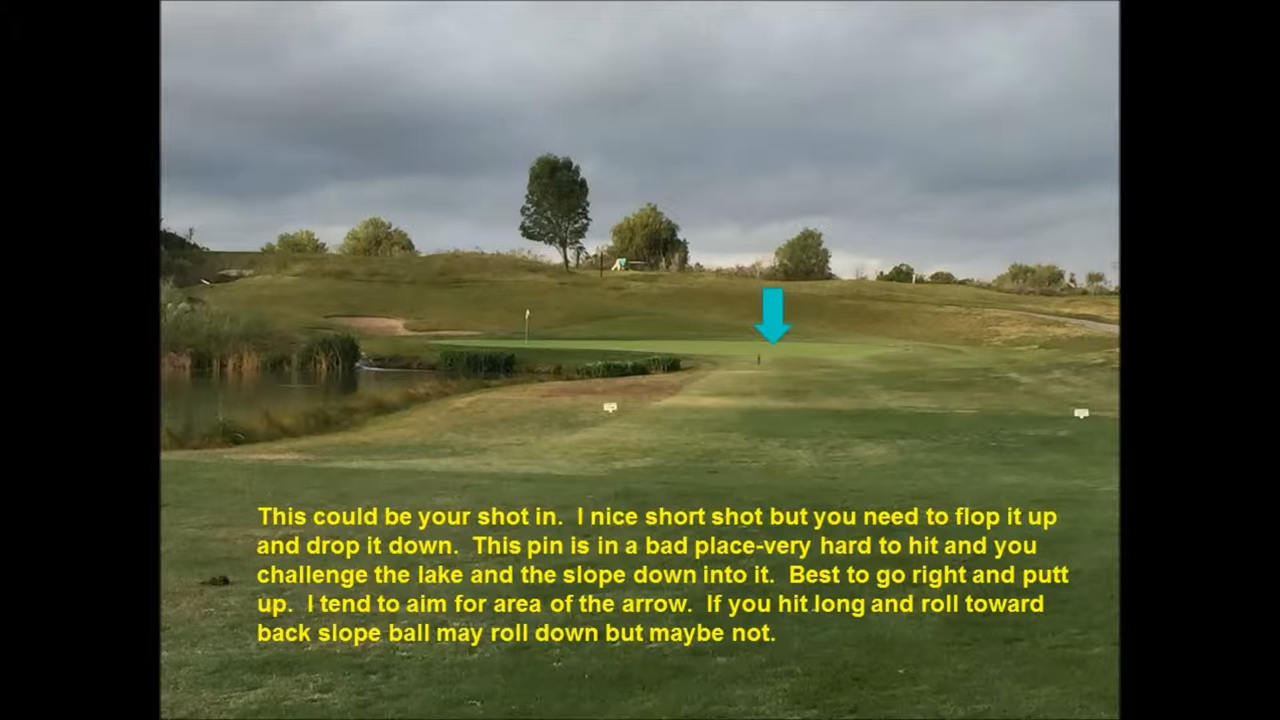 This could be your shot in.  I nice short shot but you need to flop it up
and drop it down.  This pin is in a bad place-very hard to hit and you
challenge the lake and the slope down into it.  Best to go right and putt
up.  I tend to aim for area of the arrow.  If you hit long and roll toward
back slope ball may roll down but maybe not.